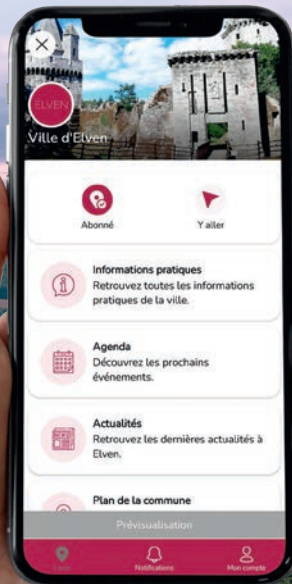 ELVEN
Ville d'Elven
Abonné
Y aller
Informations pratiques
Retrouvez toutes les informations
pratiques de la ville.
Agenda
Découvrez les prochains
événements.
Actualités
Retrouvez les dernières actualités à
Elven.
Plan de la commune
Prévisualisation
Notifications
Mon compte